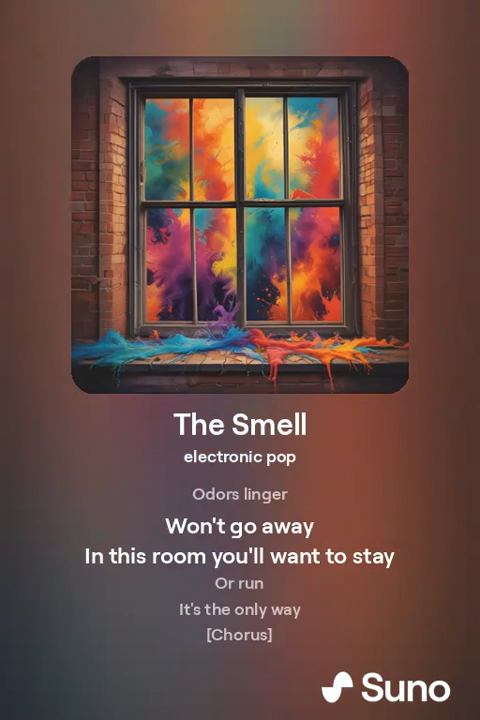 The Smell
electronic pop
Odors linger
Won't go away
In this room you'll want to stay
Or run
It's the only way
[Chorus]
Suno